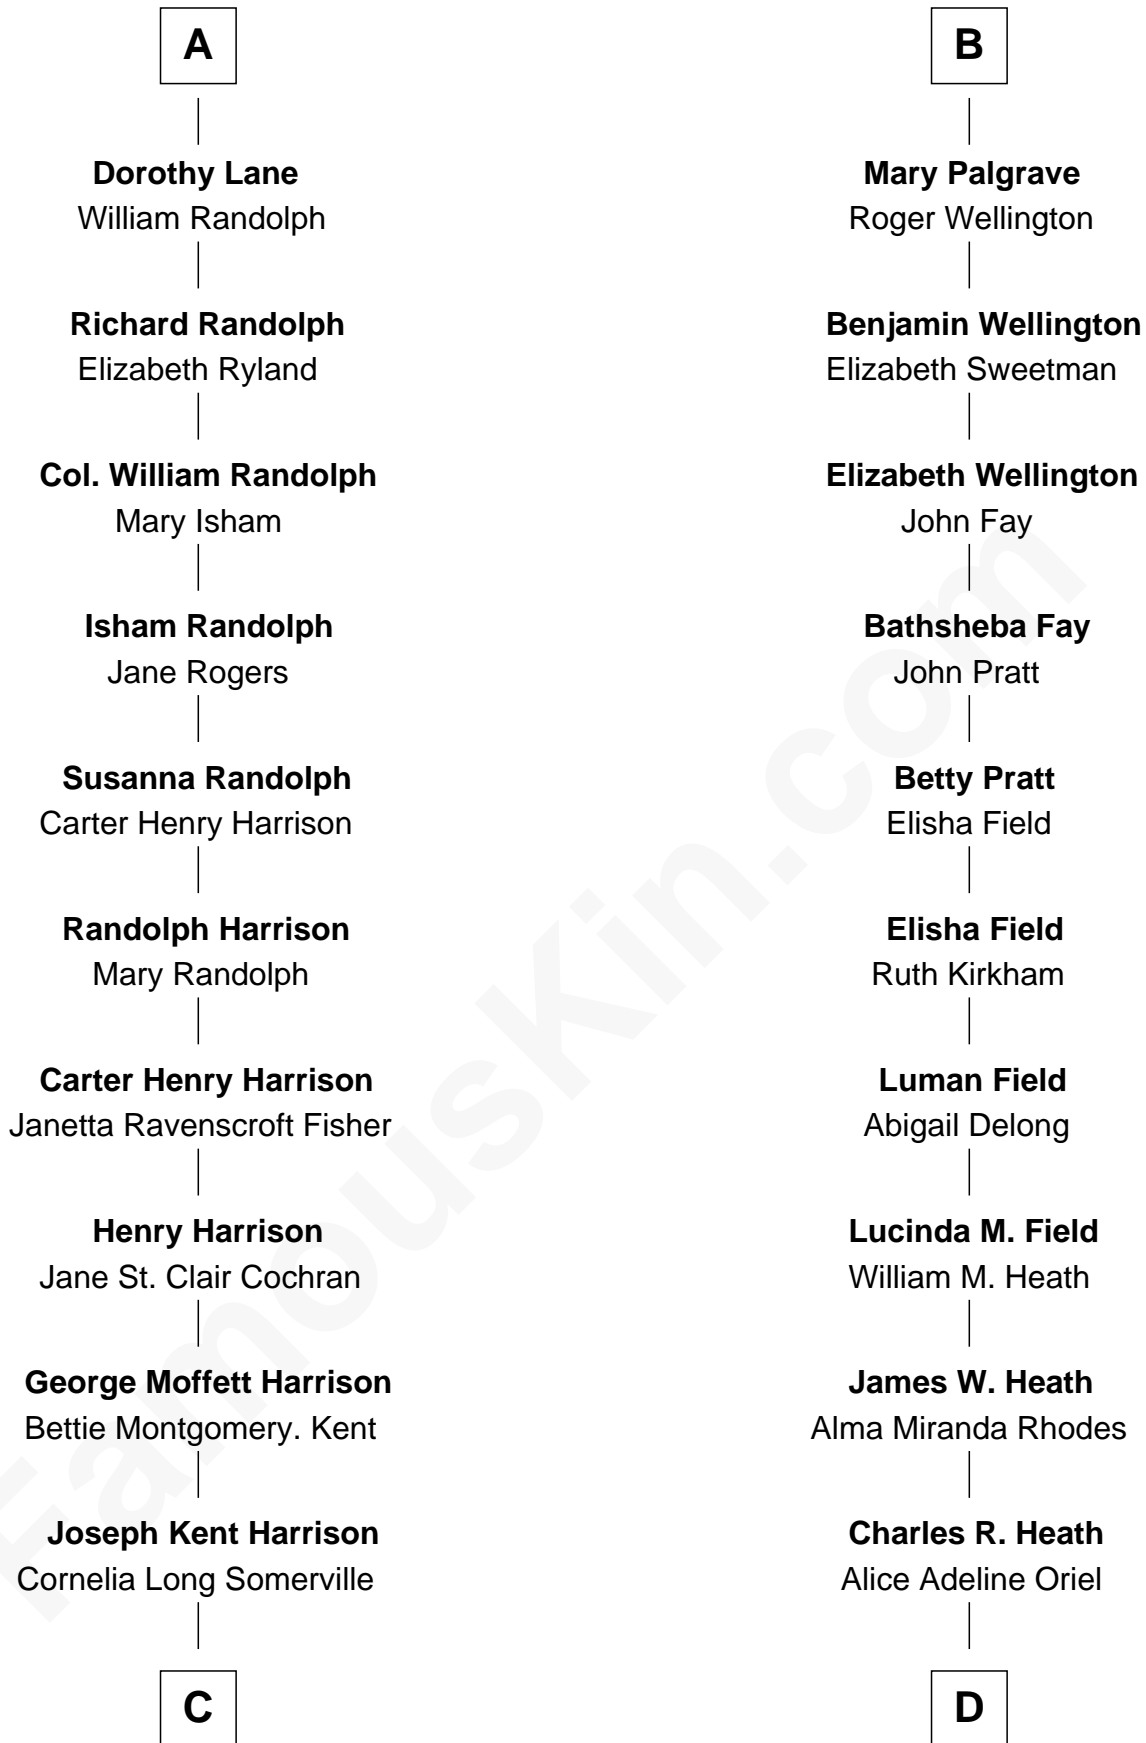 A
Dorothy Lane
William Randolph
Richard Randolph
Elizabeth Ryland
Col. William Randolph
Mary Isham
Isham Randolph
Jane Rogers
Susanna Randolph
Carter Henry Harrison
Randolph Harrison
Mary Randolph
Carter Henry Harrison
Janetta Ravenscroft Fisher
Henry Harrison
Jane St. Clair Cochran
George Moffett Harrison
Bettie Montgomery. Kent
Joseph Kent Harrison
Cornelia Long Somerville
C
B
Mary Palgrave
Roger Wellington
Benjamin Wellington
Elizabeth Sweetman
Elizabeth Wellington
John Fay
Bathsheba Fay
John Pratt
Betty Pratt
Elisha Field
Elisha Field
Ruth Kirkham
Luman Field
Abigail Delong
Lucinda M. Field
William M. Heath
James W. Heath
Alma Miranda Rhodes
Charles R. Heath
Alice Adeline Oriel
D
FamousKin.com